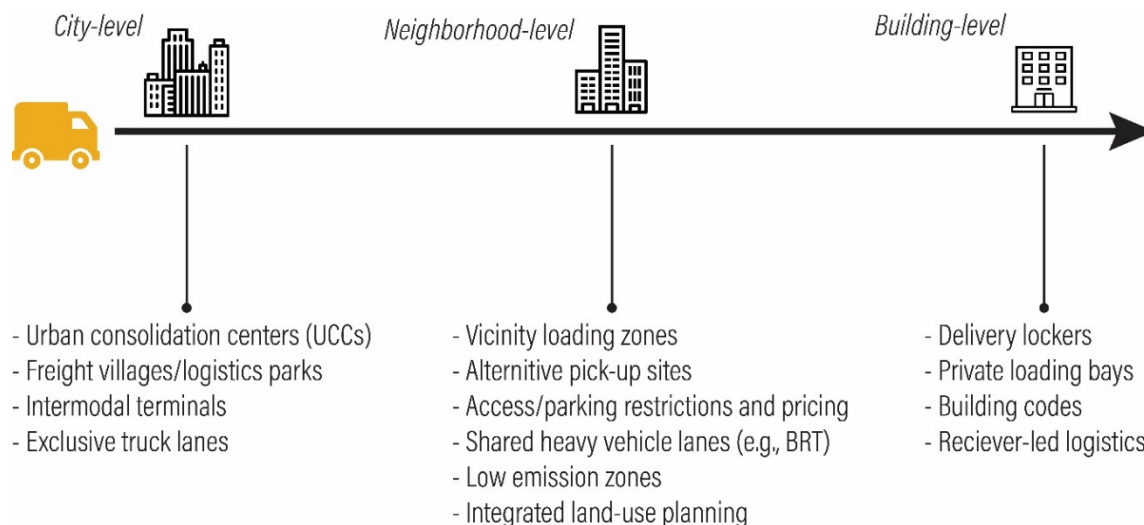 City-level
Neighborhood-level
Building-level
- Urban consolidation centers (UCCs)
- Freight villages/logistics parks
- Intermodal terminals
- Exclusive truck lanes
- Vicinity loading zones
- Alternitive pick-up sites
- Access/parking restrictions and pricing
- Shared heavy vehicle lanes (e.g., BRT)
- Low emission zones
- Integrated land-use planning
- Delivery lockers
- Private loading bays
- Building codes
- Reciever-led logistics